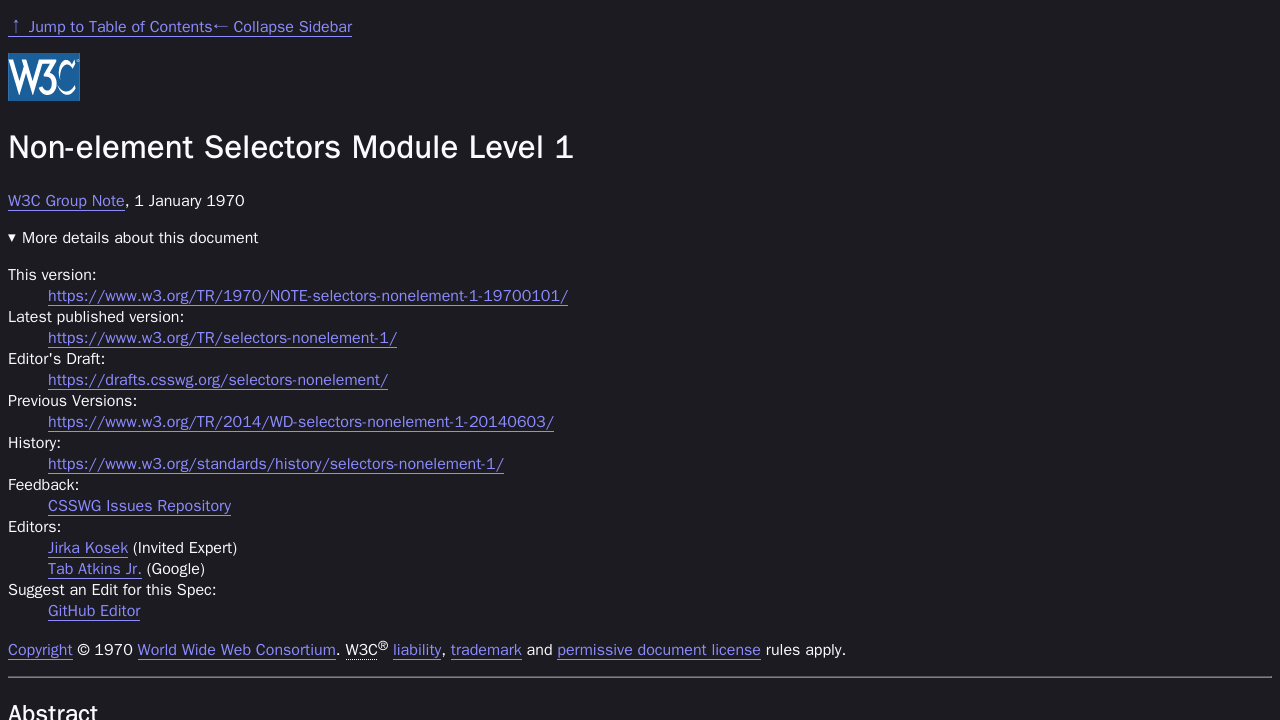 ↑ Jump to Table of Contents← Collapse Sidebar
W3C
Non-element Selectors Module Level 1
W3C Group Note, 1 January 1970
▼ More details about this document
This version:
https://www.w3.org/TR/1970/NOTE-selectors-nonelement-1-19700101/
Latest published version:
https://www.w3.org/TR/selectors-nonelement-1/
Editor's Draft:
https://drafts.csswg.org/selectors-nonelement/
Previous Versions:
https://www.w3.org/TR/2014/WD-selectors-nonelement-1-20140603/
History:
https://www.w3.org/standards/history/selectors-nonelement-1/
Feedback:
CSSWG Issues Repository
Editors:
Jirka Kosek (Invited Expert)
Tab Atkins Jr. (Google)
Suggest an Edit for this Spec:
GitHub Editor
Copyright © 1970 World Wide Web Consortium. W3C® liability, trademark and permissive document license rules apply.
Abstract